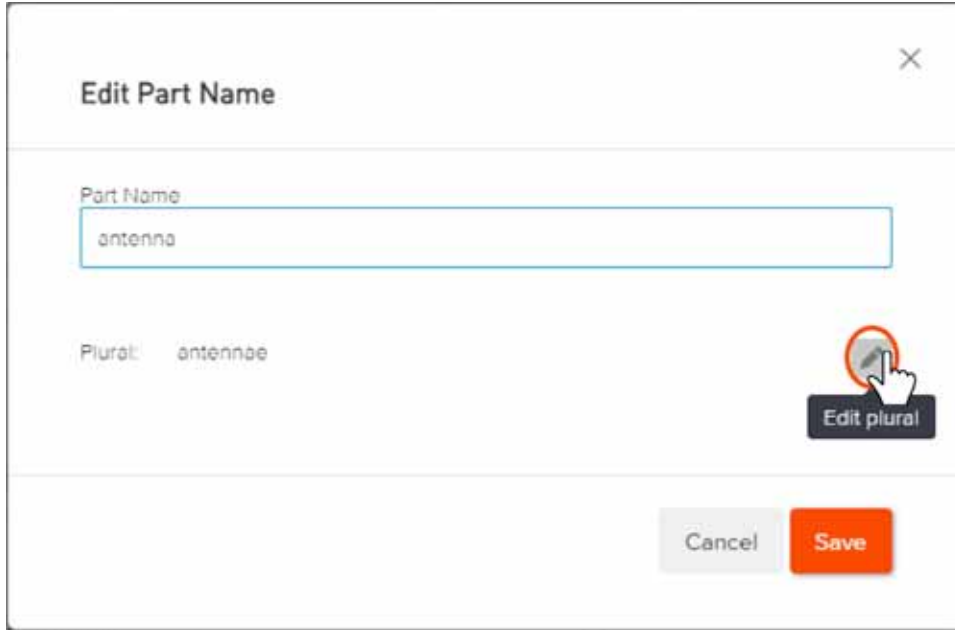 Edit Part Name
Part Name
antenna
Plural: antennae
Edit plural
Cancel Save